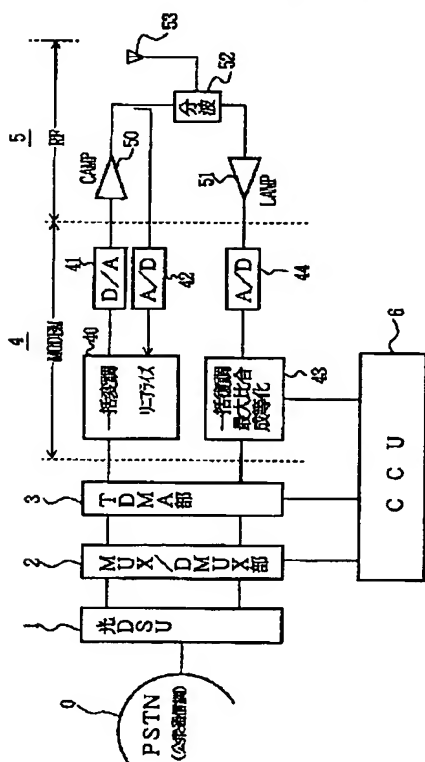 0
PSTN
(公衆通信網)
1
光DSU
2
MUX/DMUX部
3
TDMA部
4
MODEM
40
一括変調
リニアライズ
41
D/A
42
A/D
43
一括復調
最大比合
成等化
44
A/D
5
RF
CAMP
50
51
LAMP
分波
52
53
CCU
6